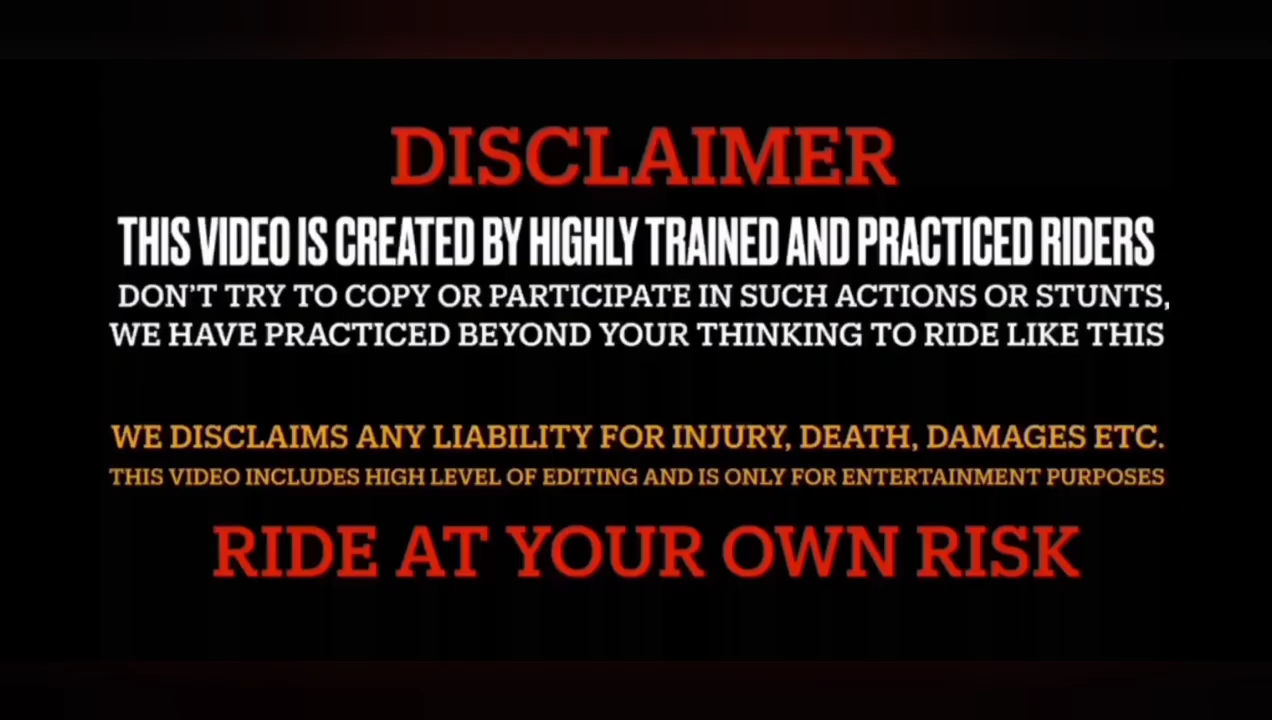 DISCLAIMER
THIS VIDEO IS CREATED BY HIGHLY TRAINED AND PRACTICED RIDERS
DON'T TRY TO COPY OR PARTICIPATE IN SUCH ACTIONS OR STUNTS,
WE HAVE PRACTICED BEYOND YOUR THINKING TO RIDE LIKE THIS
WE DISCLAIMS ANY LIABILITY FOR INJURY, DEATH, DAMAGES ETC.
THIS VIDEO INCLUDES HIGH LEVEL OF EDITING AND IS ONLY FOR ENTERTAINMENT PURPOSES
RIDE AT YOUR OWN RISK